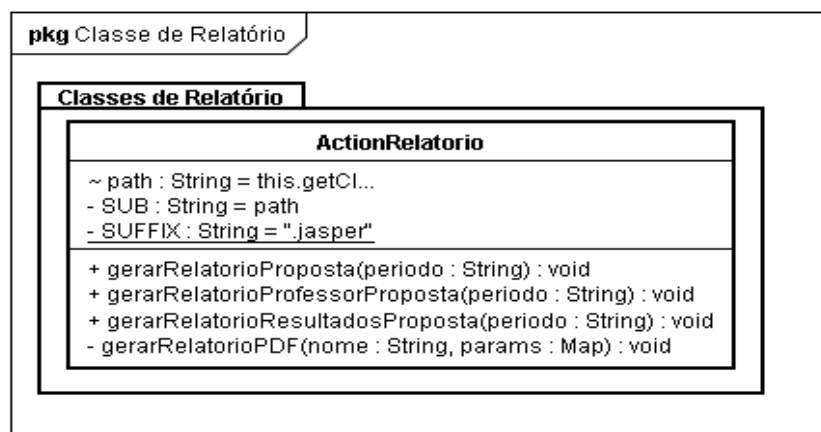 pkg Classe de Relatório
Classes de Relatório
ActionRelatorio
~ path : String = this.getCl...
- SUB : String = path
- SUFFIX : String = ".jasper"
+ gerarRelatorioProposta(periodo : String) : void
+ gerarRelatorioProfessorProposta(periodo : String) : void
+ gerarRelatorioResultadosProposta(periodo : String) : void
- gerarRelatorioPDF(nome : String, params : Map) : void